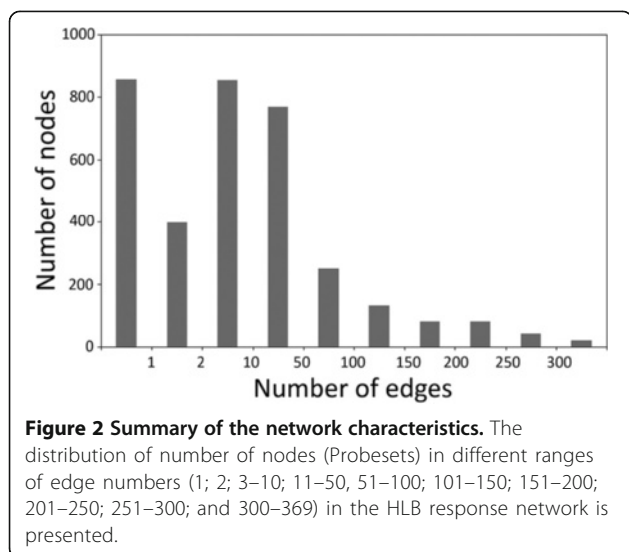 1000
800
600
400
200
0
Number of nodes
1 2 10 50 100 150 200 250 300
Number of edges
Figure 2 Summary of the network characteristics. The
distribution of number of nodes (Probesets) in different ranges
of edge numbers (1; 2; 3–10; 11–50, 51–100; 101–150; 151–200;
201–250; 251–300; and 300–369) in the HLB response network is
presented.